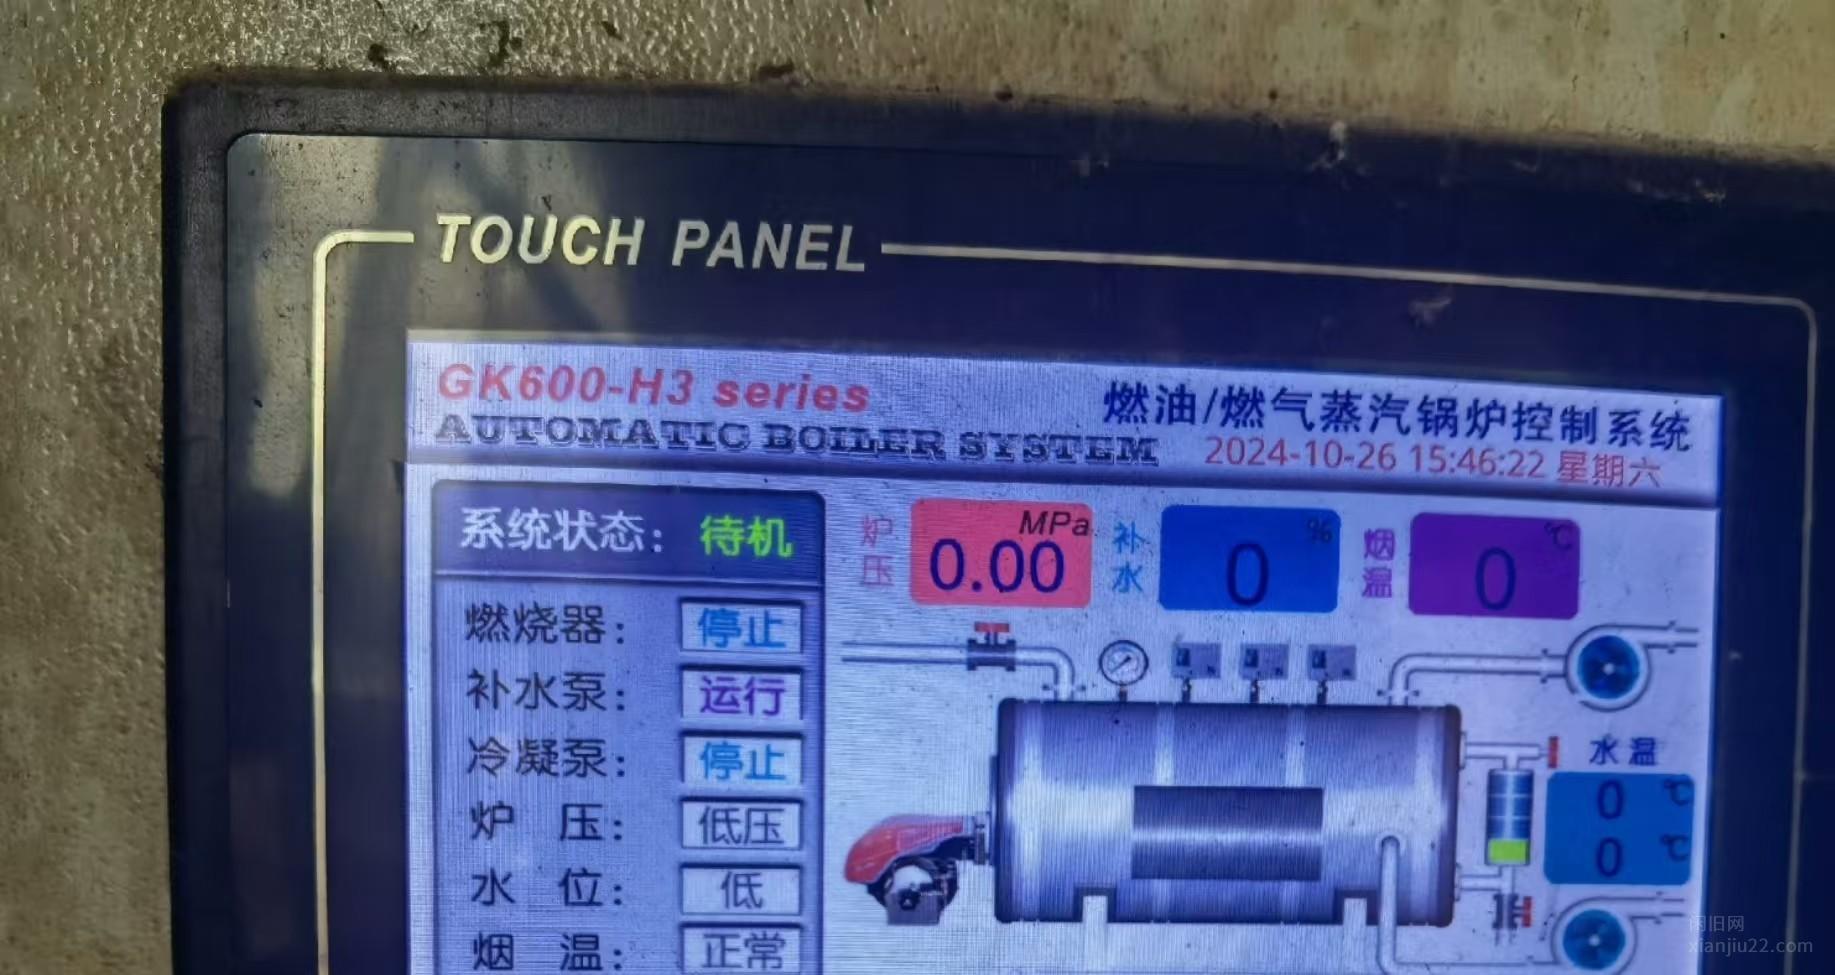 TOUCH PANEL
GK600-H3 series
AUTOMATIC BOILER SYSTEM
燃油/燃气蒸汽锅炉控制系统
2024-10-26 15:46:22 星期六
系统状态: 待机
炉压 0.00 MPa
补水 0 %
烟温 0 ℃
燃烧器: 停止
补水泵: 运行
冷凝泵: 停止
炉 压: 低压
水 位: 低
烟 温: 正常
水温
0 ℃
0 ℃
闲旧网
xianjiu22.com